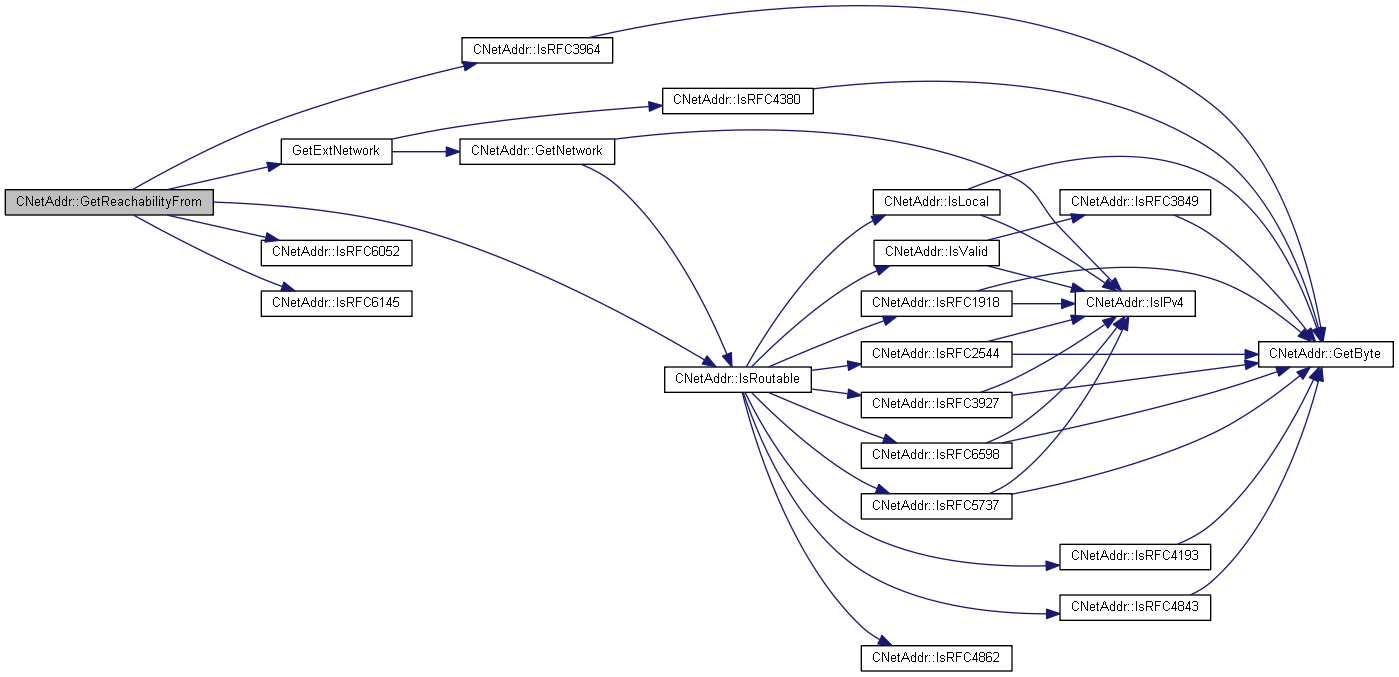 CNetAddr::IsRFC3964
CNetAddr::IsRFC4380
GetExtNetwork
CNetAddr::GetNetwork
CNetAddr::GetReachabilityFrom
CNetAddr::IsLocal
CNetAddr::IsRFC3849
CNetAddr::IsRFC6052
CNetAddr::IsValid
CNetAddr::IsRFC6145
CNetAddr::IsRFC1918
CNetAddr::IsIPv4
CNetAddr::IsRFC2544
CNetAddr::GetByte
CNetAddr::IsRoutable
CNetAddr::IsRFC3927
CNetAddr::IsRFC6598
CNetAddr::IsRFC5737
CNetAddr::IsRFC4193
CNetAddr::IsRFC4843
CNetAddr::IsRFC4862